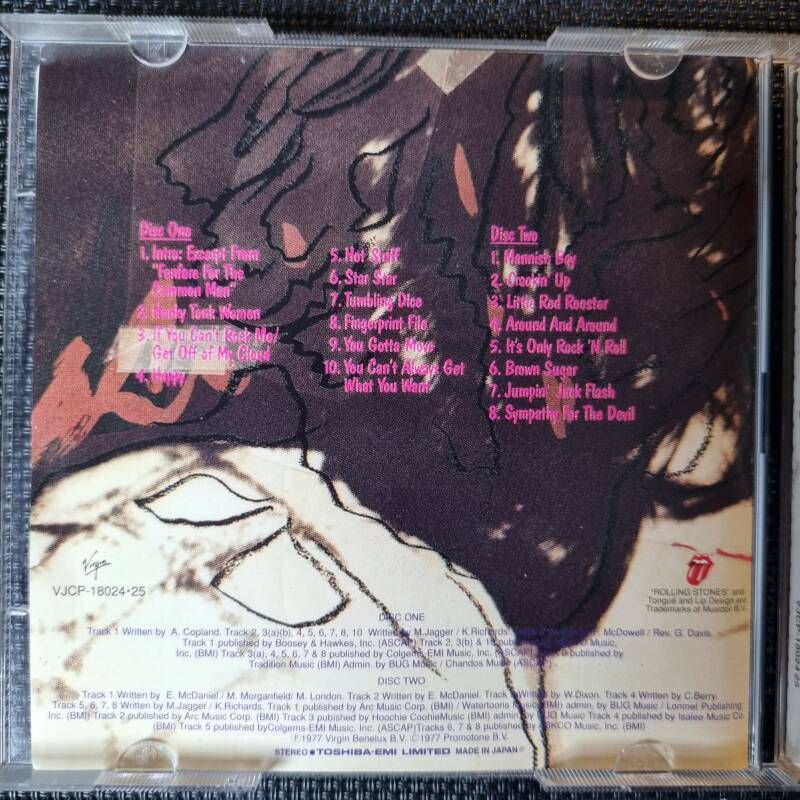 Disc One
1. Intro: Excerpt From
"Fanfare For The
Common Man"
2. Honky Tonk Women
3. If You Can't Rock Me/
Get Off of My Cloud
4. Happy
5. Hot Stuff
6. Star Star
7. Tumbling Dice
8. Fingerprint File
9. You Gotta Move
10. You Can't Always Get
What You Want
Disc Two
1. Mannish Boy
2. Crackin' Up
3. Little Red Rooster
4. Around And Around
5. It's Only Rock 'N Roll
6. Brown Sugar
7. Jumpin' Jack Flash
8. Sympathy For The Devil
Virgin
VJCP-18024•25
"ROLLING STONES" and
Tongue and Lip Design are
Trademarks of Musidor B.V.
DISC ONE
Track 1 Written by A. Copland. Track 2, 3(a)(b), 4, 5, 6, 7, 8, 10 Written by M.Jagger / K.Richards. McDowell / Rev. G. Davis.
Track 1 published by Boosey & Hawkes, Inc. (ASCAP) Track 2, 3(b) & Music,
Inc. (BMI) Track 3(a), 4, 5, 6, 7 & 8 published by Colgems-EMI Music, Inc. (ASCAP) published by
Tradition Music (BMI) Admin. by BUG Music / Chandos Music (ASCAP).
DISC TWO
Track 1 Written by E. McDaniel / M. Morganfield / M. London. Track 2 Written by E. McDaniel. Track Written by W.Dixon. Track 4 Written by C.Berry.
Track 5, 6, 7, 8 Written by M.Jagger / K.Richards. Track 1 published by Arc Music Corp. (BMI) / Watertoons Music (BMI) admin. by BUG Music / Lonmel Publishing
Inc. (BMI) Track 2 published by Arc Music Corp. (BMI) Track 3 published by Hoochie CoohieMusic (BMI) admin. by BUG Music Track 4 published by Isalee Music Co.
(BMI) Track 5 published byColgems-EMI Music, Inc. (ASCAP)Tracks 6, 7 & 8 published by ABKCO Music, Inc. (BMI)
℗1977 Virgin Benelux B.V. ©1977 Promotone B.V.
STEREO ● TOSHIBA-EMI LIMITED MADE IN JAPAN